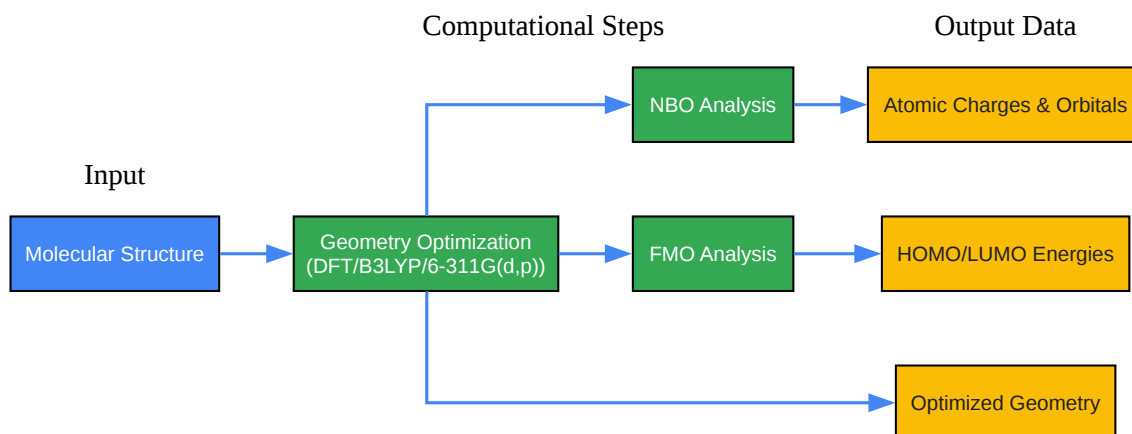 Computational Steps
Output Data
NBO Analysis
Atomic Charges & Orbitals
Input
Molecular Structure
Geometry Optimization
(DFT/B3LYP/6-311G(d,p))
FMO Analysis
HOMO/LUMO Energies
Optimized Geometry